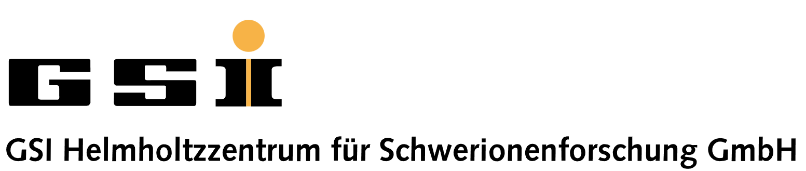 GSI
GSI Helmholtzzentrum für Schwerionenforschung GmbH